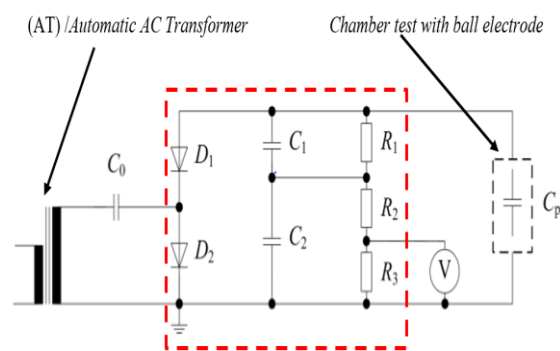 (AT) /Automatic AC Transformer
Chamber test with ball electrode
C0
D1
C1
R1
D2
C2
R2
R3
V
Cp